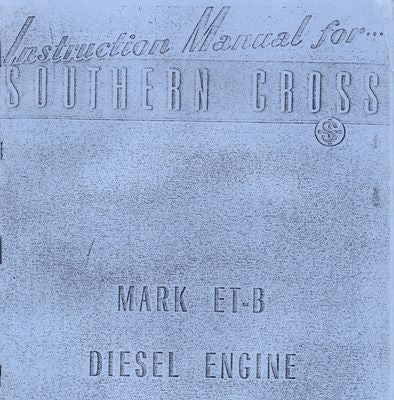 Instruction Manual for...
SOUTHERN CROSS
S
MARK ET-B
DIESEL ENGINE